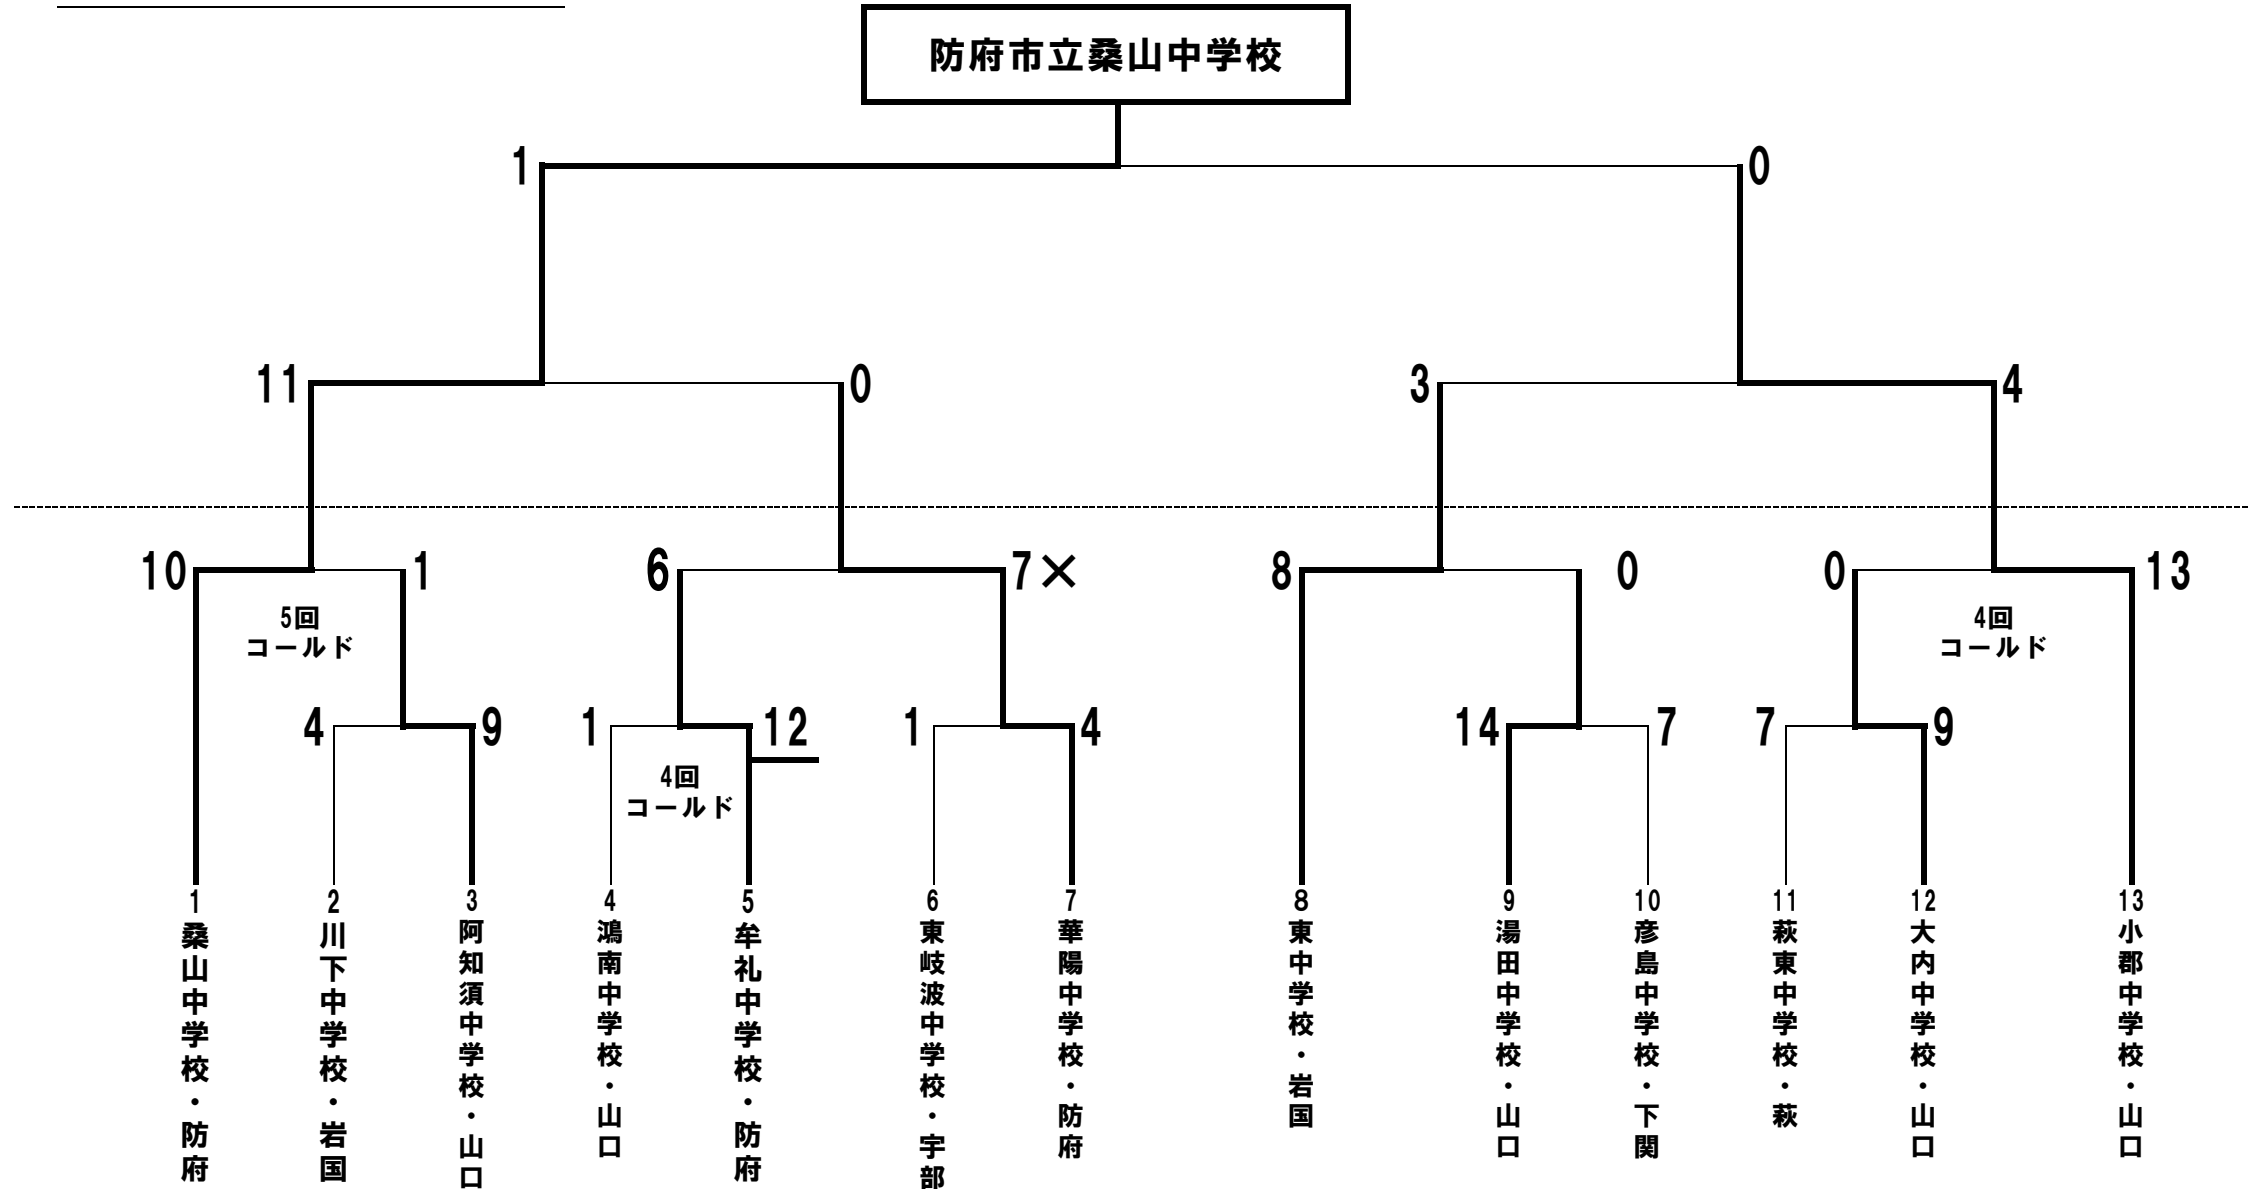 防府市立桑山中学校
1
0
11
0
3
4
10
1
6
7×
8
0
0
13
5回
コールド
4回
コールド
4
9
1
12
1
4
14
7
7
9
4回
コールド
1
桑山中学校・防府
2
川下中学校・岩国
3
阿知須中学校・山口
4
鴻南中学校・山口
5
牟礼中学校・防府
6
東岐波中学校・宇部
7
華陽中学校・防府
8
東中学校・岩国
9
湯田中学校・山口
10
彦島中学校・下関
11
萩東中学校・萩
12
大内中学校・山口
13
小郡中学校・山口